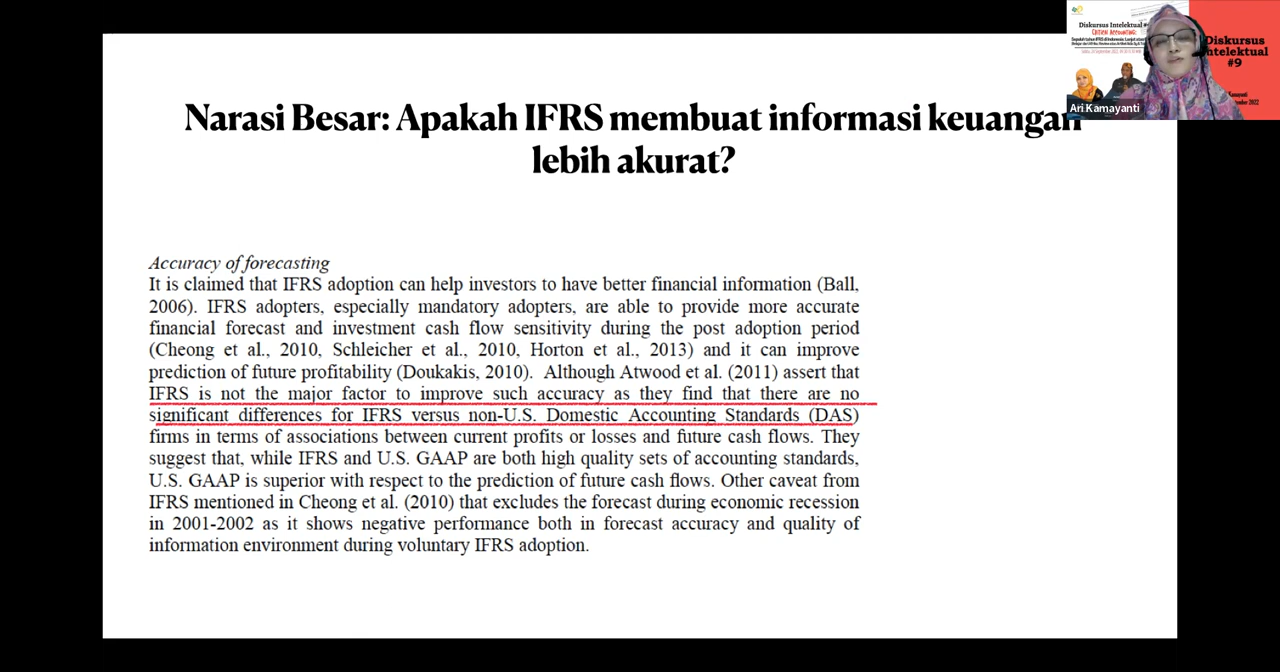 Narasi Besar: Apakah IFRS membuat informasi keuangan
lebih akurat?
Accuracy of forecasting
It is claimed that IFRS adoption can help investors to have better financial information (Ball,
2006). IFRS adopters, especially mandatory adopters, are able to provide more accurate
financial forecast and investment cash flow sensitivity during the post adoption period
(Cheong et al., 2010, Schleicher et al., 2010, Horton et al., 2013) and it can improve
prediction of future profitability (Doukakis, 2010). Although Atwood et al. (2011) assert that
IFRS is not the major factor to improve such accuracy as they find that there are no
significant differences for IFRS versus non-U.S. Domestic Accounting Standards (DAS)
firms in terms of associations between current profits or losses and future cash flows. They
suggest that, while IFRS and U.S. GAAP are both high quality sets of accounting standards,
U.S. GAAP is superior with respect to the prediction of future cash flows. Other caveat from
IFRS mentioned in Cheong et al. (2010) that excludes the forecast during economic recession
in 2001-2002 as it shows negative performance both in forecast accuracy and quality of
information environment during voluntary IFRS adoption.
Diskursus Intelektual
Ari Kamayanti
Diskursus
ntelektual
#9
Kamayanti
2022